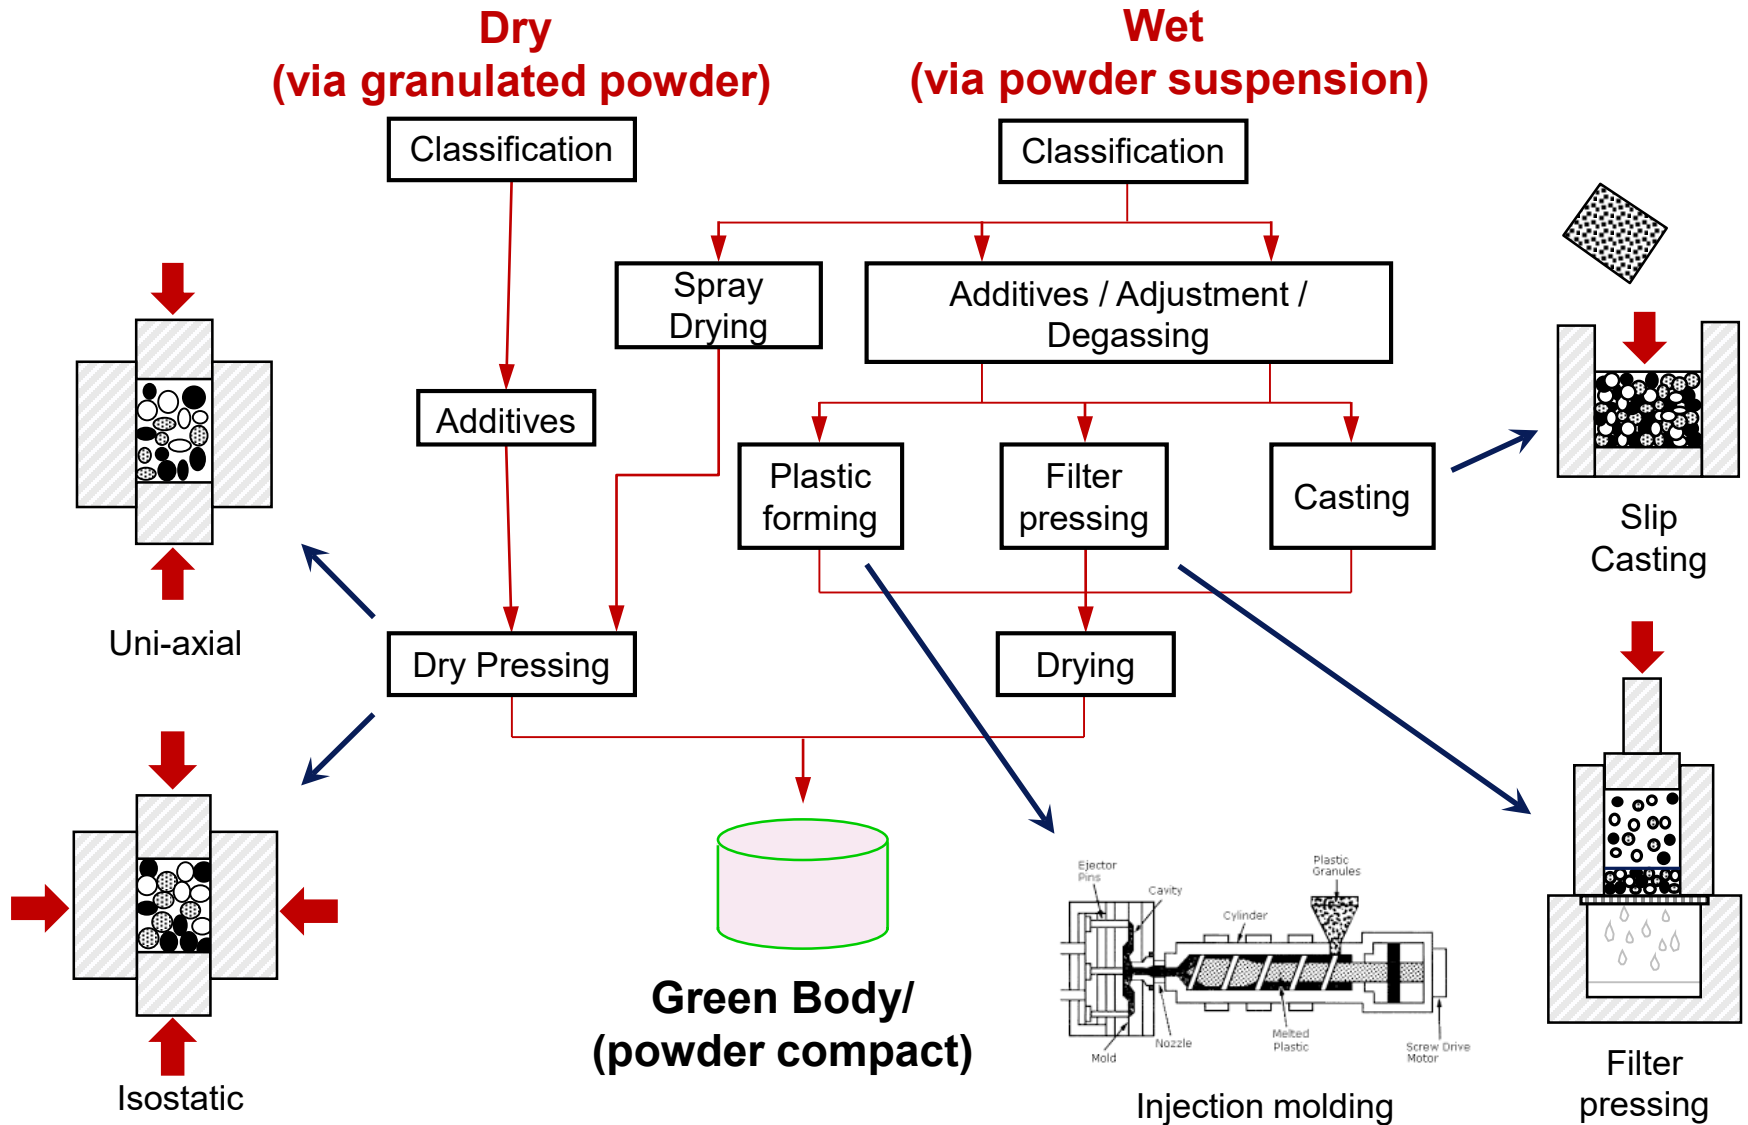 Dry
(via granulated powder)
Wet
(via powder suspension)
Classification
Classification
Spray
Drying
Additives / Adjustment /
Degassing
Additives
Plastic
forming
Filter
pressing
Casting
Slip
Casting
Uni-axial
Dry Pressing
Drying
Isostatic
Green Body/
(powder compact)
Ejector
Pins
Cavity
Cylinder
Plastic
Granules
Mold
Nozzle
Melted
Plastic
Screw Drive
Motor
Injection molding
Filter
pressing